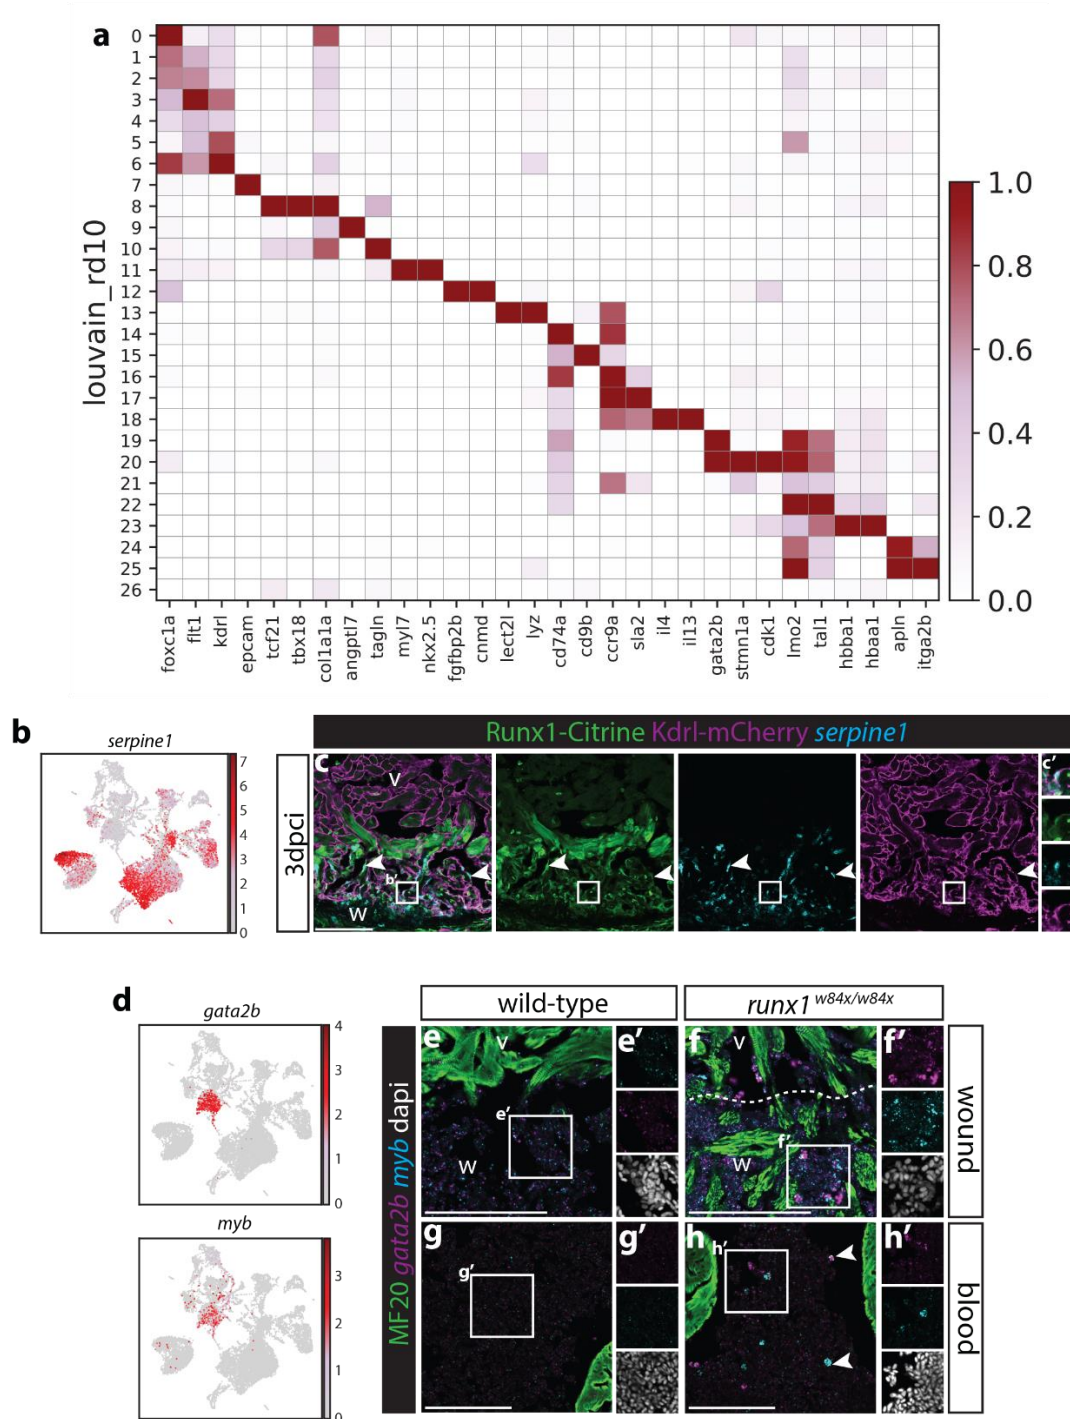 a
louvain_rd10
0
1
2
3
4
5
6
7
8
9
10
11
12
13
14
15
16
17
18
19
20
21
22
23
24
25
26
1.0
0.8
0.6
0.4
0.2
0.0
foxc1a flt1 kdrl epcam tcf21 tbx18 col1a1a angptl7 tagln myl7 nkx2.5 fgfbp2b cnmd lect2l lyz cd74a cd9b ccr9a sla2 il4 il13 gata2b stmn1a cdk1 lmo2 tal1 hbba1 hbaa1 apln itga2b
b
serpine1
7
6
5
4
3
2
1
0
Runx1-Citrine Kdrl-mCherry serpine1
3dpci
c
v
b'
w
c'
d
gata2b
4
3
2
1
0
myb
3
2
1
0
MF20 gata2b myb dapi
wild-type
runx1 w84x/w84x
e
v
e'
w
e'
f
v
f'
w
f'
wound
g
g'
g'
h
h'
h'
blood